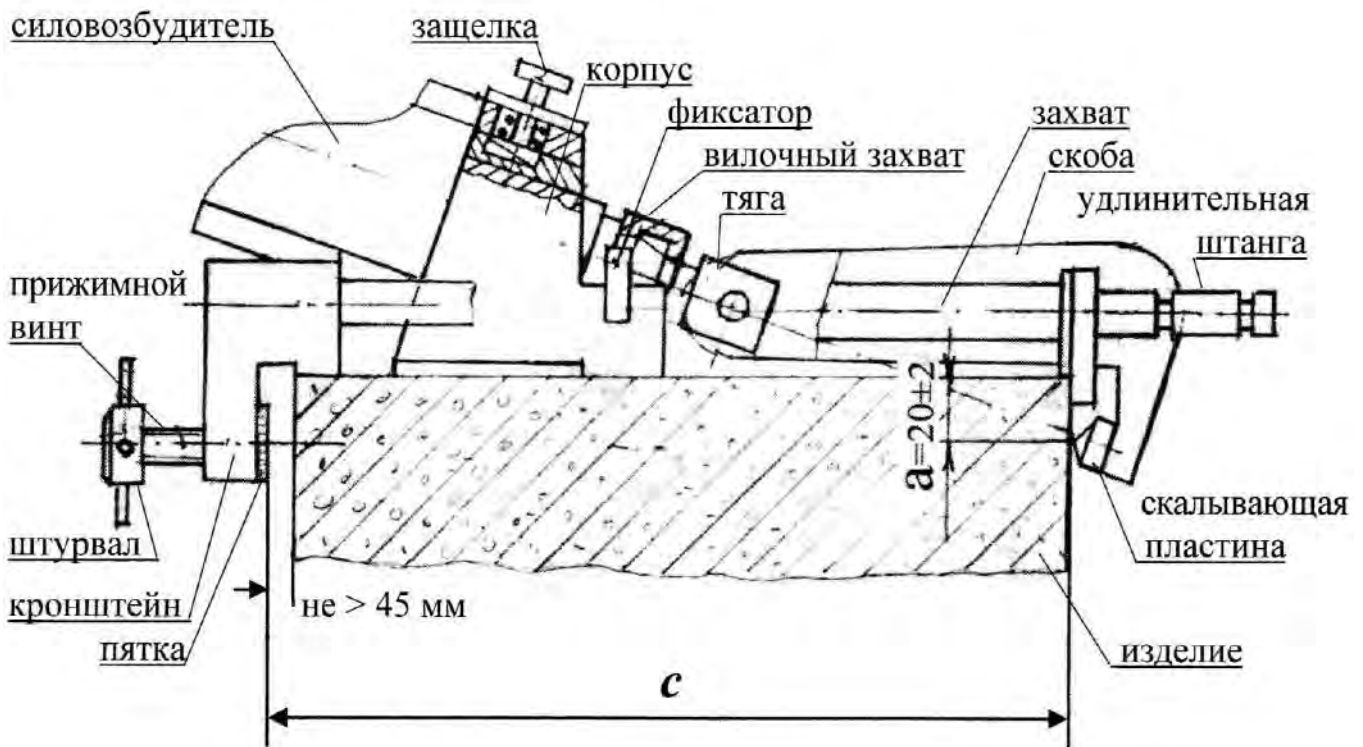 силовозбудитель
защелка
корпус
фиксатор
вилочный захват
тяга
захват
скоба
удлинительная
штанга
прижимной
винт
a=20±2
штурвал
кронштейн
пятка
не > 45 мм
скалывающая
пластина
изделие
c